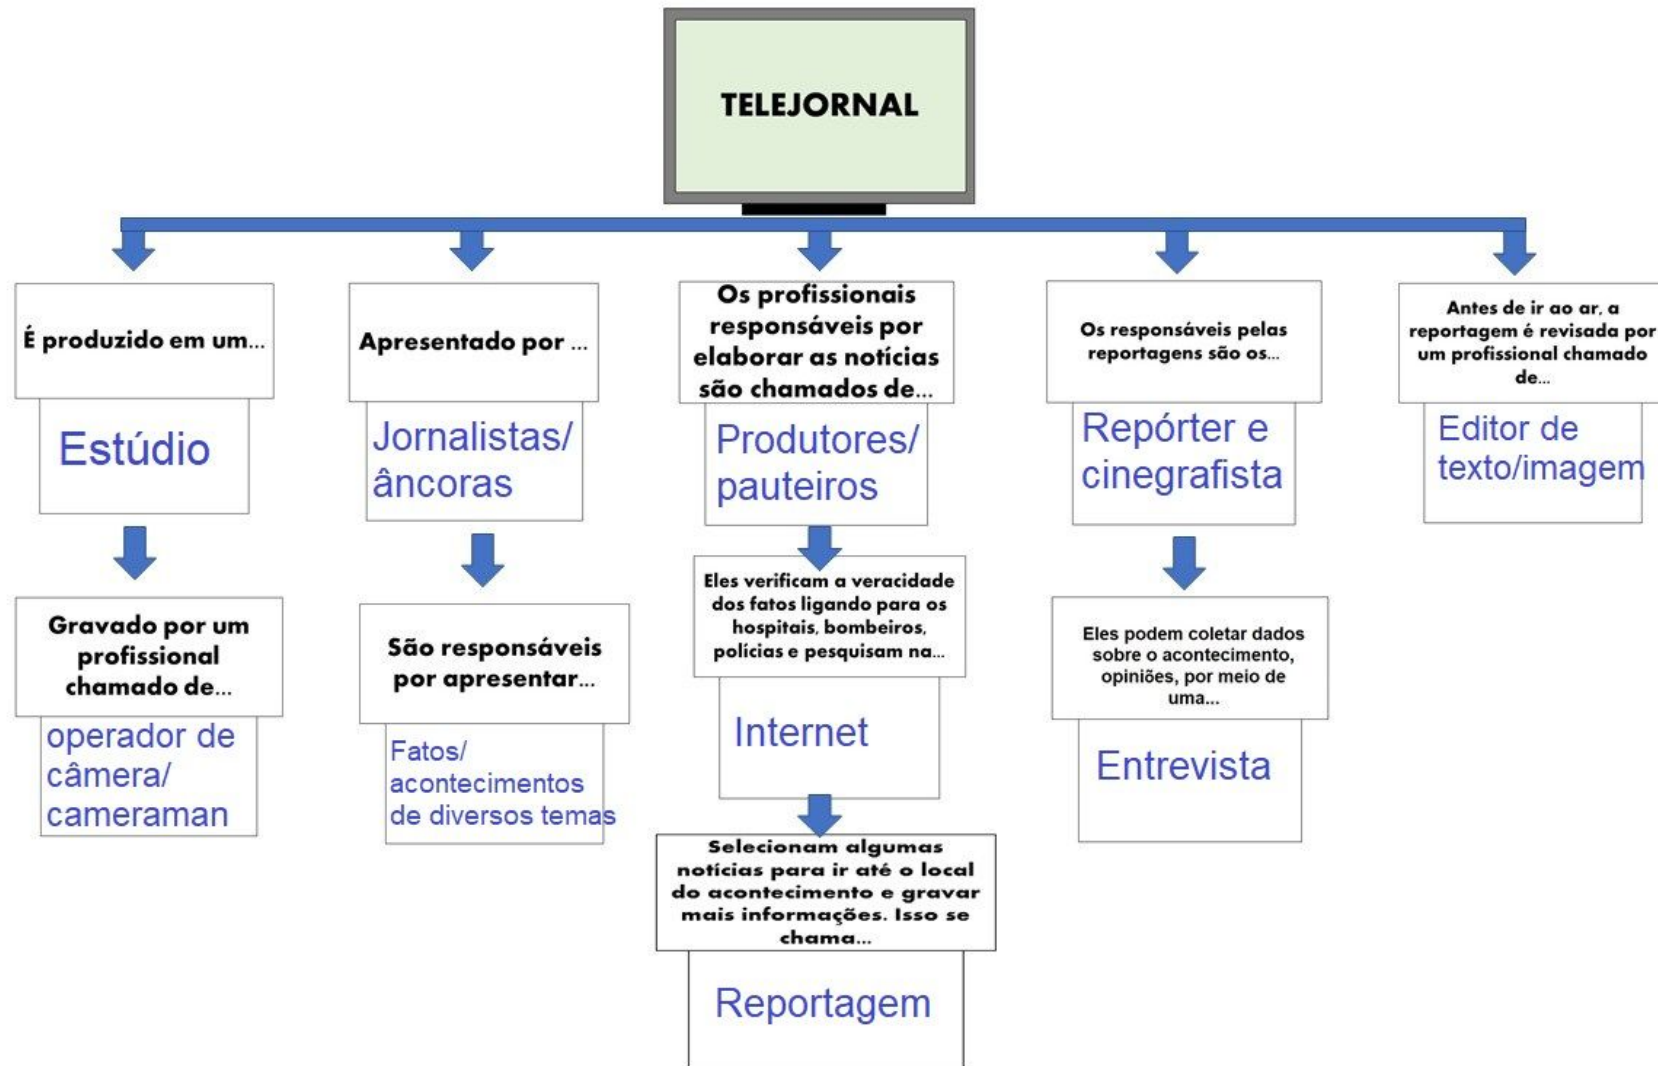 TELEJORNAL
É produzido em um...
Estúdio
Gravado por um
profissional
chamado de...
operador de
câmera/
cameraman
Apresentado por ...
Jornalistas/
âncoras
São responsáveis
por apresentar...
Fatos/
acontecimentos
de diversos temas
Os profissionais
responsáveis por
elaborar as notícias
são chamados de...
Produtores/
pauteiros
Eles verificam a veracidade
dos fatos ligando para os
hospitais, bombeiros,
polícias e pesquisam na...
Internet
Selecionam algumas
notícias para ir até o local
do acontecimento e gravar
mais informações. Isso se
chama...
Reportagem
Os responsáveis pelas
reportagens são os...
Repórter e
cinegrafista
Eles podem coletar dados
sobre o acontecimento,
opiniões, por meio de
uma...
Entrevista
Antes de ir ao ar, a
reportagem é revisada por
um profissional chamado
de...
Editor de
texto/imagem